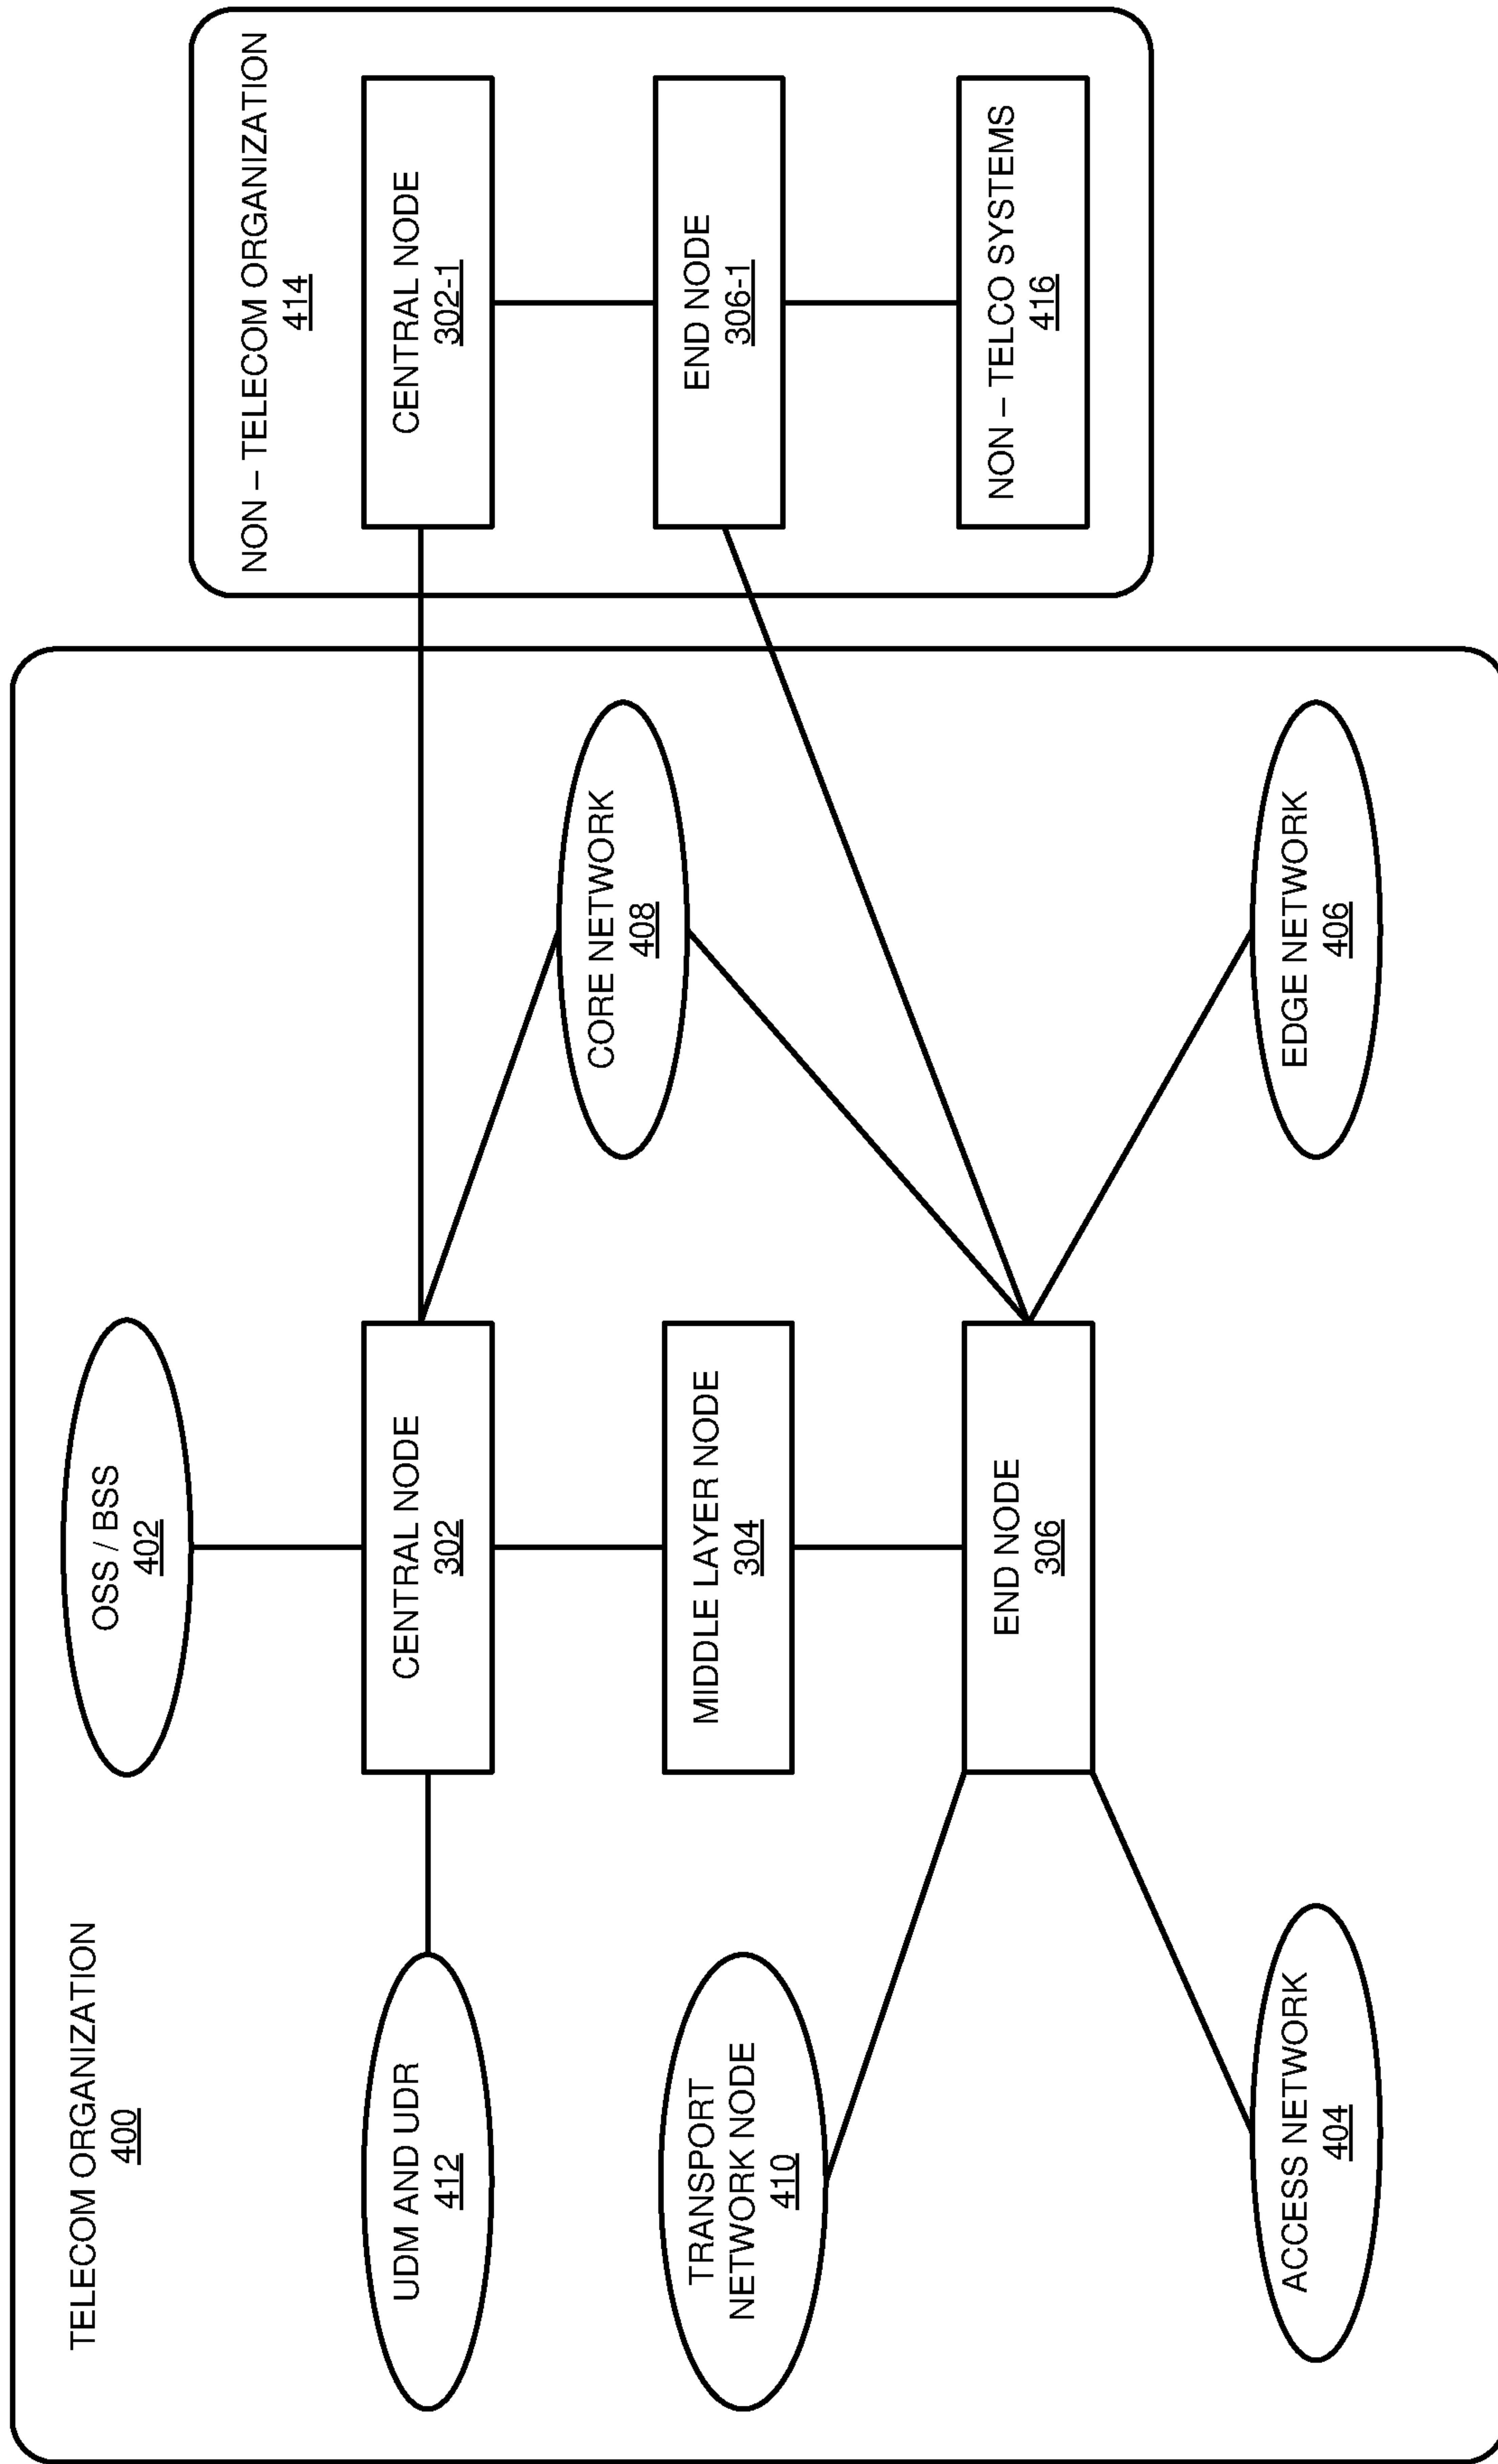 TELECOM ORGANIZATION
400
OSS / BSS
402
UDM AND UDR
412
CENTRAL NODE
302
CORE NETWORK
408
TRANSPORT
NETWORK NODE
410
MIDDLE LAYER NODE
304
ACCESS NETWORK
404
END NODE
306
EDGE NETWORK
406
NON – TELECOM ORGANIZATION
414
CENTRAL NODE
302-1
END NODE
306-1
NON – TELCO SYSTEMS
416